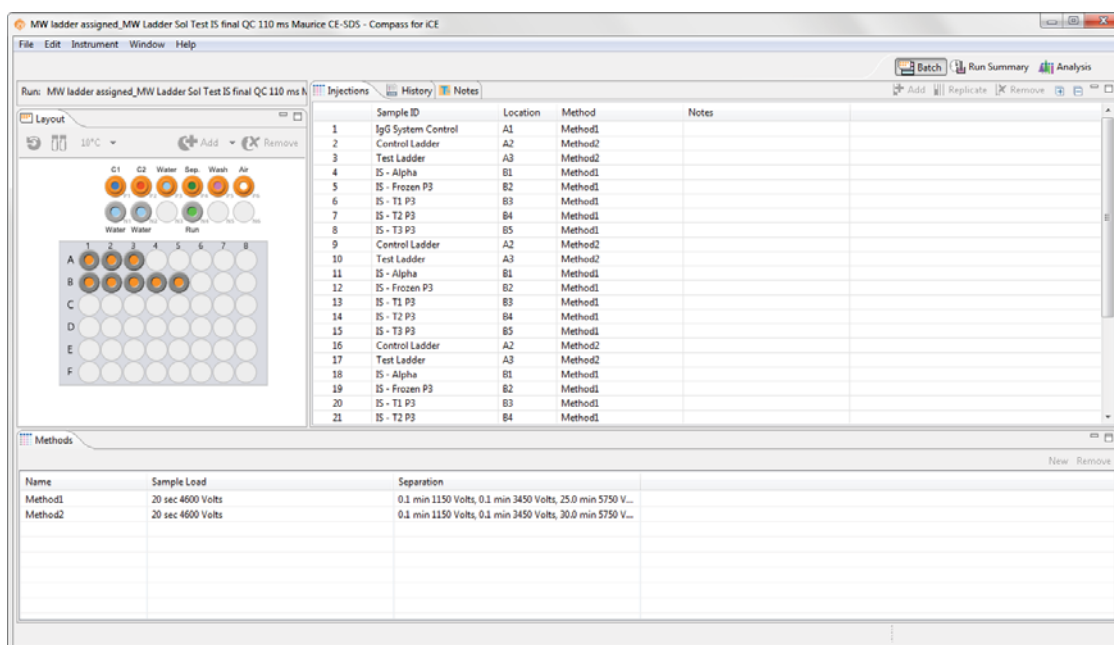 MW ladder assigned_MW Ladder Sol Test IS final QC 110 ms Maurice CE-SDS - Compass for iCE
File Edit Instrument Window Help
Batch Run Summary Analysis
Run: MW ladder assigned_MW Ladder Sol Test IS final QC 110 ms M
Injections History Notes
Add Replicate Remove
Layout
10°C Add Remove
C1 C2 Water Sep. Wash Air
Water Water Run
1 2 3 4 5 6 7 8
A
B
C
D
E
F
Sample ID Location Method Notes
1 IgG System Control A1 Method1
2 Control Ladder A2 Method2
3 Test Ladder A3 Method2
4 IS - Alpha B1 Method1
5 IS - Frozen P3 B2 Method1
6 IS - T1 P3 B3 Method1
7 IS - T2 P3 B4 Method1
8 IS - T3 P3 B5 Method1
9 Control Ladder A2 Method2
10 Test Ladder A3 Method2
11 IS - Alpha B1 Method1
12 IS - Frozen P3 B2 Method1
13 IS - T1 P3 B3 Method1
14 IS - T2 P3 B4 Method1
15 IS - T3 P3 B5 Method1
16 Control Ladder A2 Method2
17 Test Ladder A3 Method2
18 IS - Alpha B1 Method1
19 IS - Frozen P3 B2 Method1
20 IS - T1 P3 B3 Method1
21 IS - T2 P3 B4 Method1
Methods
New Remove
Name Sample Load Separation
Method1 20 sec 4600 Volts 0.1 min 1150 Volts, 0.1 min 3450 Volts, 25.0 min 5750 V...
Method2 20 sec 4600 Volts 0.1 min 1150 Volts, 0.1 min 3450 Volts, 30.0 min 5750 V...